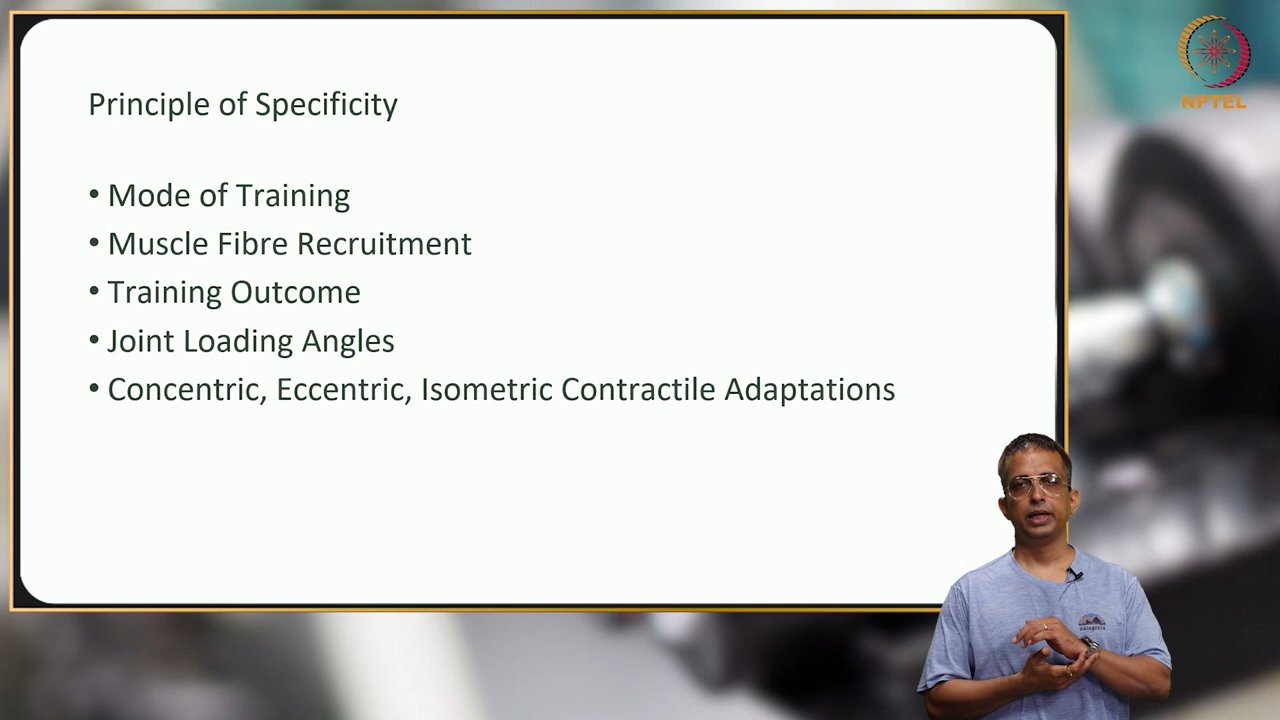 Principle of Specificity
• Mode of Training
• Muscle Fibre Recruitment
• Training Outcome
• Joint Loading Angles
• Concentric, Eccentric, Isometric Contractile Adaptations
NPTEL
patagonia